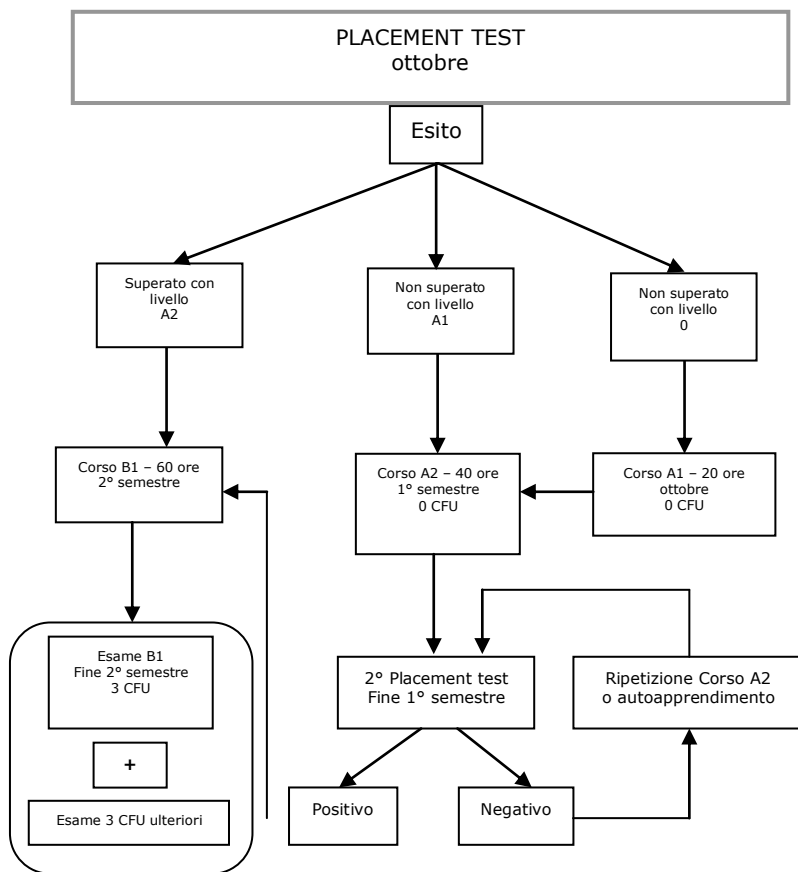 PLACEMENT TEST
ottobre
Esito
Superato con
livello
A2
Non superato
con livello
A1
Non superato
con livello
0
Corso B1 – 60 ore
2° semestre
Corso A2 – 40 ore
1° semestre
0 CFU
Corso A1 – 20 ore
ottobre
0 CFU
Esame B1
Fine 2° semestre
3 CFU
+
Esame 3 CFU ulteriori
2° Placement test
Fine 1° semestre
Ripetizione Corso A2
o autoapprendimento
Positivo
Negativo